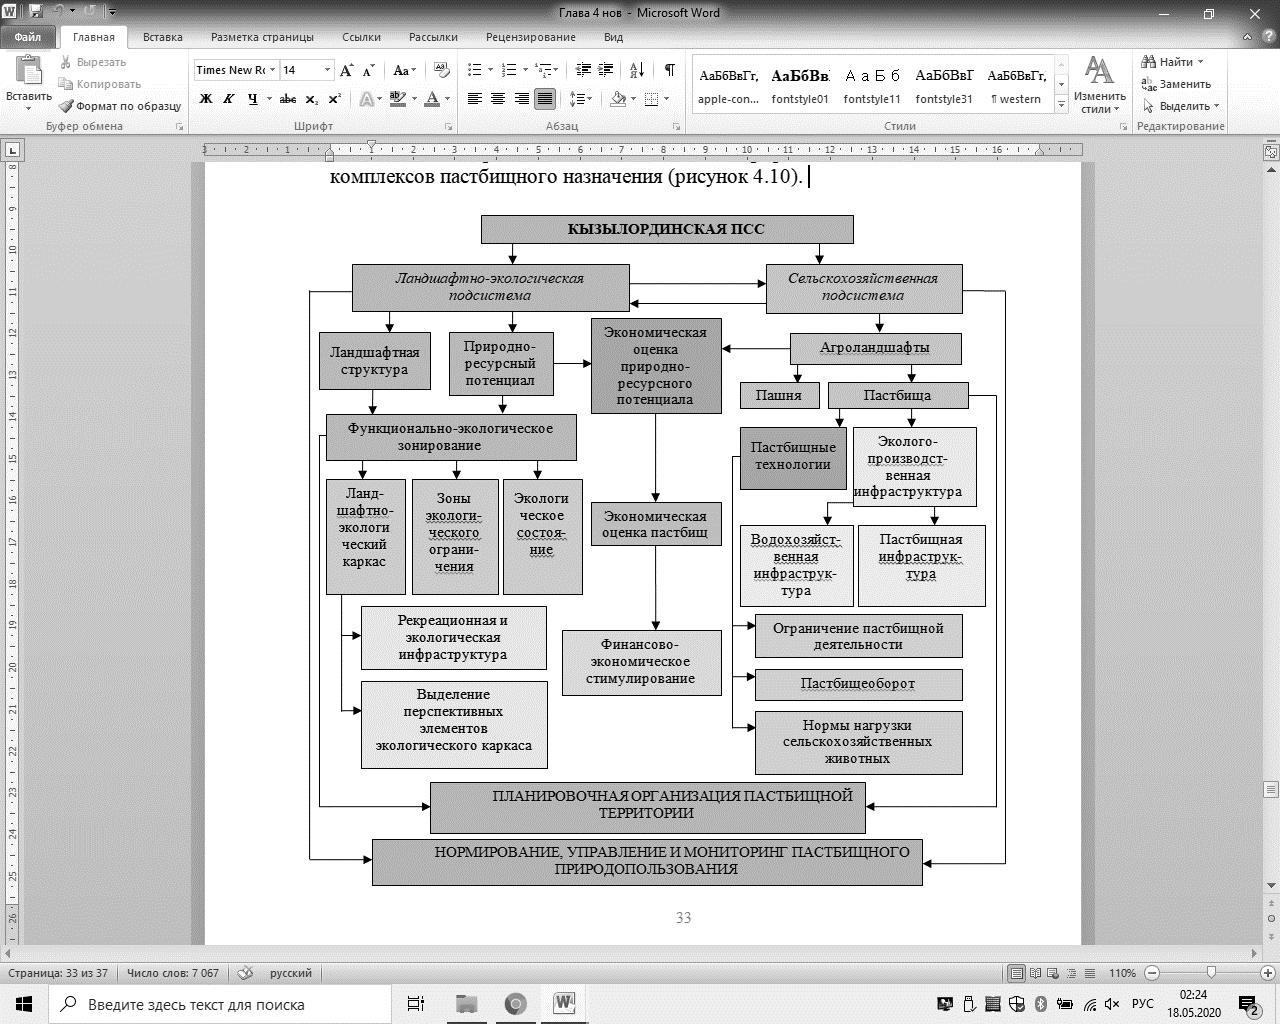 Глава 4 нов - Microsoft Word
Файл
Главная
Вставка
Разметка страницы
Ссылки
Рассылки
Рецензирование
Вид
Вставить
Вырезать
Копировать
Формат по образцу
Буфер обмена
Times New Rc
14
Шрифт
Абзац
АаБбВвГг,
АаБбВв
АаБб
АаБбВвГ
АаБбВвГг,
apple-con...
fontstyle01
fontstyle11
fontstyle31
¶ western
Стили
Изменить
стили
Найти
Заменить
Выделить
Редактирование
комплексов пастбищного назначения (рисунок 4.10).
КЫЗЫЛОРДИНСКАЯ ПСС
Ландшафтно-экологическая
подсистема
Сельскохозяйственная
подсистема
Ландшафтная
структура
Природно-
ресурсный
потенциал
Экономическая
оценка
природно-
ресурсного
потенциала
Агроландшафты
Пашня
Пастбища
Функционально-экологическое
зонирование
Пастбищные
технологии
Эколого-
производст-
венная
инфраструктура
Ланд-
шафтно-
экологи
ческий
каркас
Зоны
экологи-
ческого
ограни-
чения
Экологи
ческое
состоя-
ние
Экономическая
оценка пастбищ
Водохозяйст-
венная
инфраструк-
тура
Пастбищная
инфраструк-
тура
Рекреационная и
экологическая
инфраструктура
Финансово-
экономическое
стимулирование
Ограничение пастбищной
деятельности
Пастбищеоборот
Выделение
перспективных
элементов
экологического каркаса
Нормы нагрузки
сельскохозяйственных
животных
ПЛАНИРОВОЧНАЯ ОРГАНИЗАЦИЯ ПАСТБИЩНОЙ
ТЕРРИТОРИИ
НОРМИРОВАНИЕ, УПРАВЛЕНИЕ И МОНИТОРИНГ ПАСТБИЩНОГО
ПРИРОДОПОЛЬЗОВАНИЯ
33
Страница: 33 из 37
Число слов: 7 067
русский
110%
Введите здесь текст для поиска
РУС
02:24
18.05.2020
2